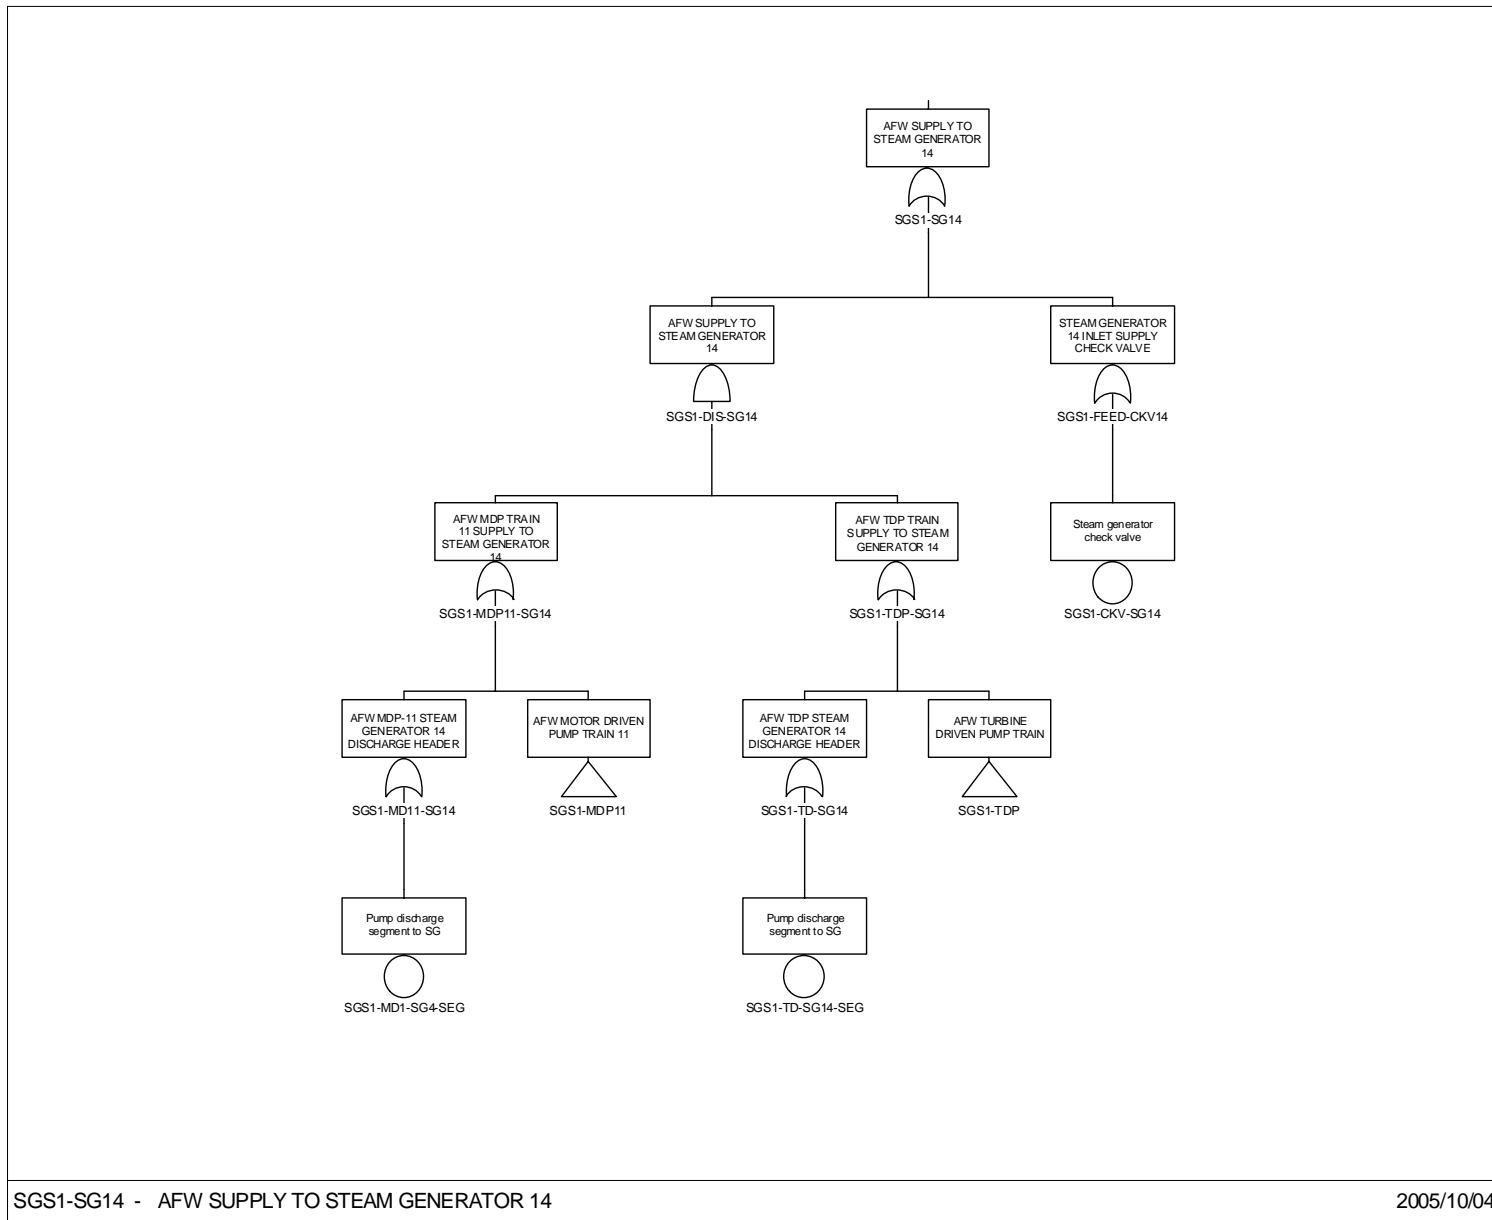 AFW SUPPLY TO
STEAM GENERATOR
14
SGS1-SG14
AFW SUPPLY TO
STEAM GENERATOR
14
SGS1-DIS-SG14
STEAM GENERATOR
14 INLET SUPPLY
CHECK VALVE
SGS1-FEED-CKV14
AFW MDP TRAIN
11 SUPPLY TO
STEAM GENERATOR
14
SGS1-MDP11-SG14
AFW TDP TRAIN
SUPPLY TO STEAM
GENERATOR 14
SGS1-TDP-SG14
Steam generator
check valve
SGS1-CKV-SG14
AFW MDP-11 STEAM
GENERATOR 14
DISCHARGE HEADER
SGS1-MD11-SG14
AFW MOTOR DRIVEN
PUMP TRAIN 11
SGS1-MDP11
AFW TDP STEAM
GENERATOR 14
DISCHARGE HEADER
SGS1-TD-SG14
AFW TURBINE
DRIVEN PUMP TRAIN
SGS1-TDP
Pump discharge
segment to SG
SGS1-MD1-SG4-SEG
Pump discharge
segment to SG
SGS1-TD-SG14-SEG
SGS1-SG14 - AFW SUPPLY TO STEAM GENERATOR 14
2005/10/04